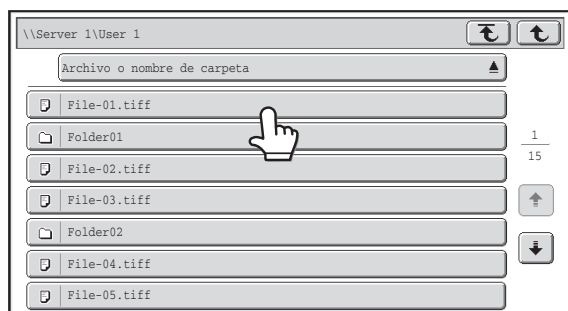 \\Server 1\User 1
Archivo o nombre de carpeta
File-01.tiff
Folder01
File-02.tiff
File-03.tiff
Folder02
File-04.tiff
File-05.tiff
1
15